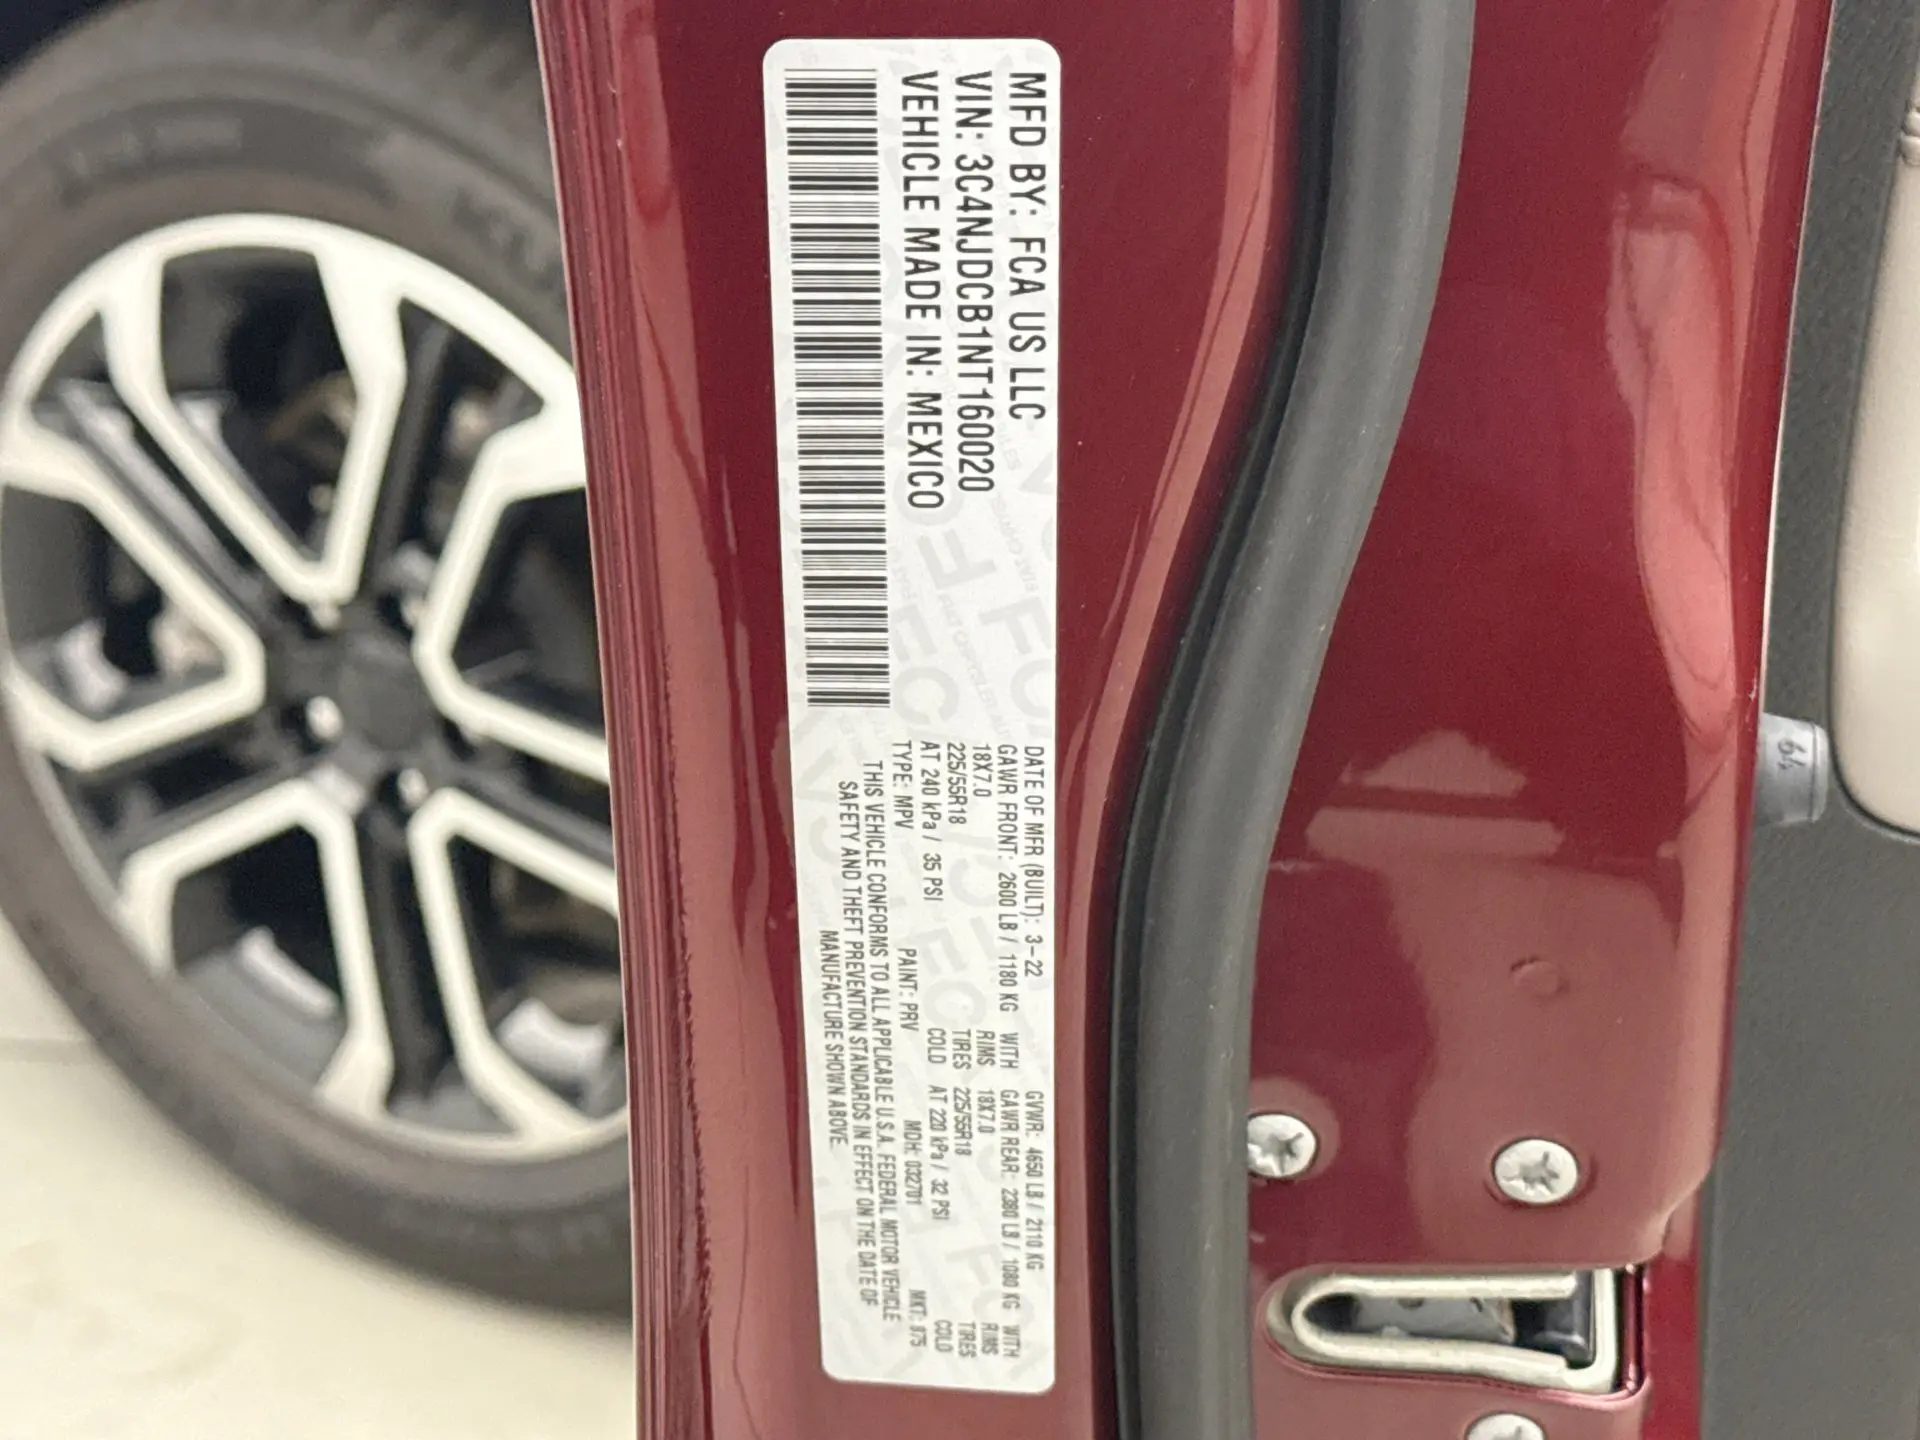 MFD BY: FCA US LLC
VIN: 3C4NJDCB1NT160020
VEHICLE MADE IN: MEXICO
DATE OF MFR (BUILT): 3-22 GVWR: 4650 LB / 2110 KG
GAWR FRONT: 2600 LB / 1180 KG WITH GAWR REAR: 2380 LB / 1080 KG WITH
18X7.0 RIMS 18X7.0 RIMS
225/55R18 TIRES 225/55R18 TIRES
AT 240 kPa / 35 PSI COLD AT 220 kPa / 32 PSI COLD
TYPE: MPV PAINT: PRV MDH: 032701 MKT: 875
THIS VEHICLE CONFORMS TO ALL APPLICABLE U.S.A. FEDERAL MOTOR VEHICLE
SAFETY AND THEFT PREVENTION STANDARDS IN EFFECT ON THE DATE OF
MANUFACTURE SHOWN ABOVE.
64